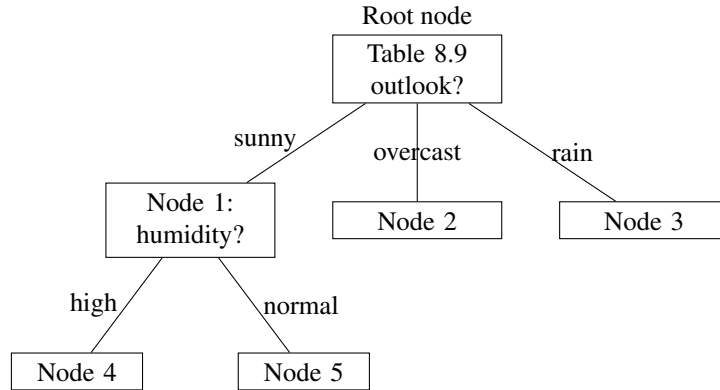 Root node
Table 8.9
outlook?
sunny
overcast
rain
Node 1:
humidity?
Node 2
Node 3
high
normal
Node 4
Node 5